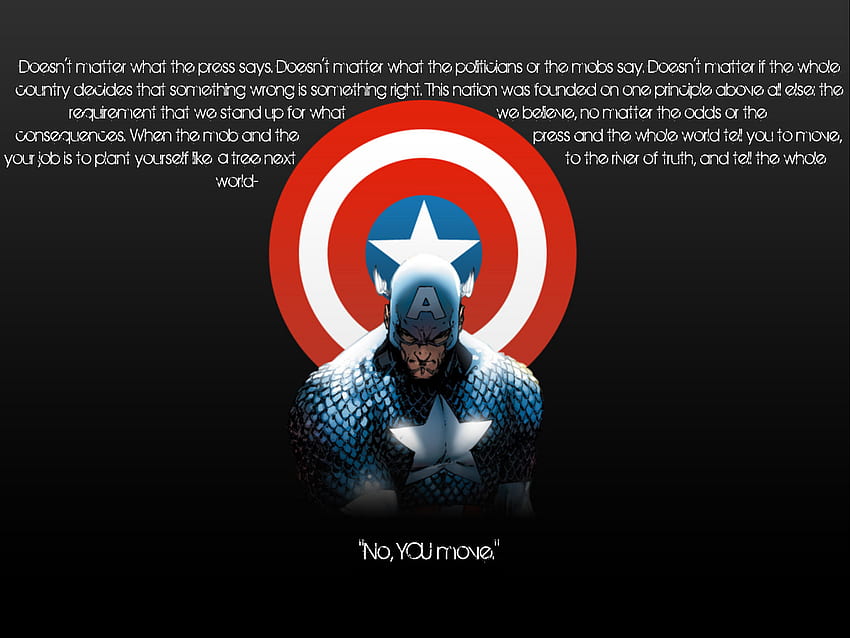 Doesn't matter what the press says. Doesn't matter what the politicians or the mobs say. Doesn't matter if the whole
country decides that something wrong is something right. This nation was founded on one principle above all else: the
requirement that we stand up for what we believe, no matter the odds or the
consequences. When the mob and the press and the whole world tell you to move,
your job is to plant yourself like a tree next to the river of truth, and tell the whole
world-
A
"No, YOU move."